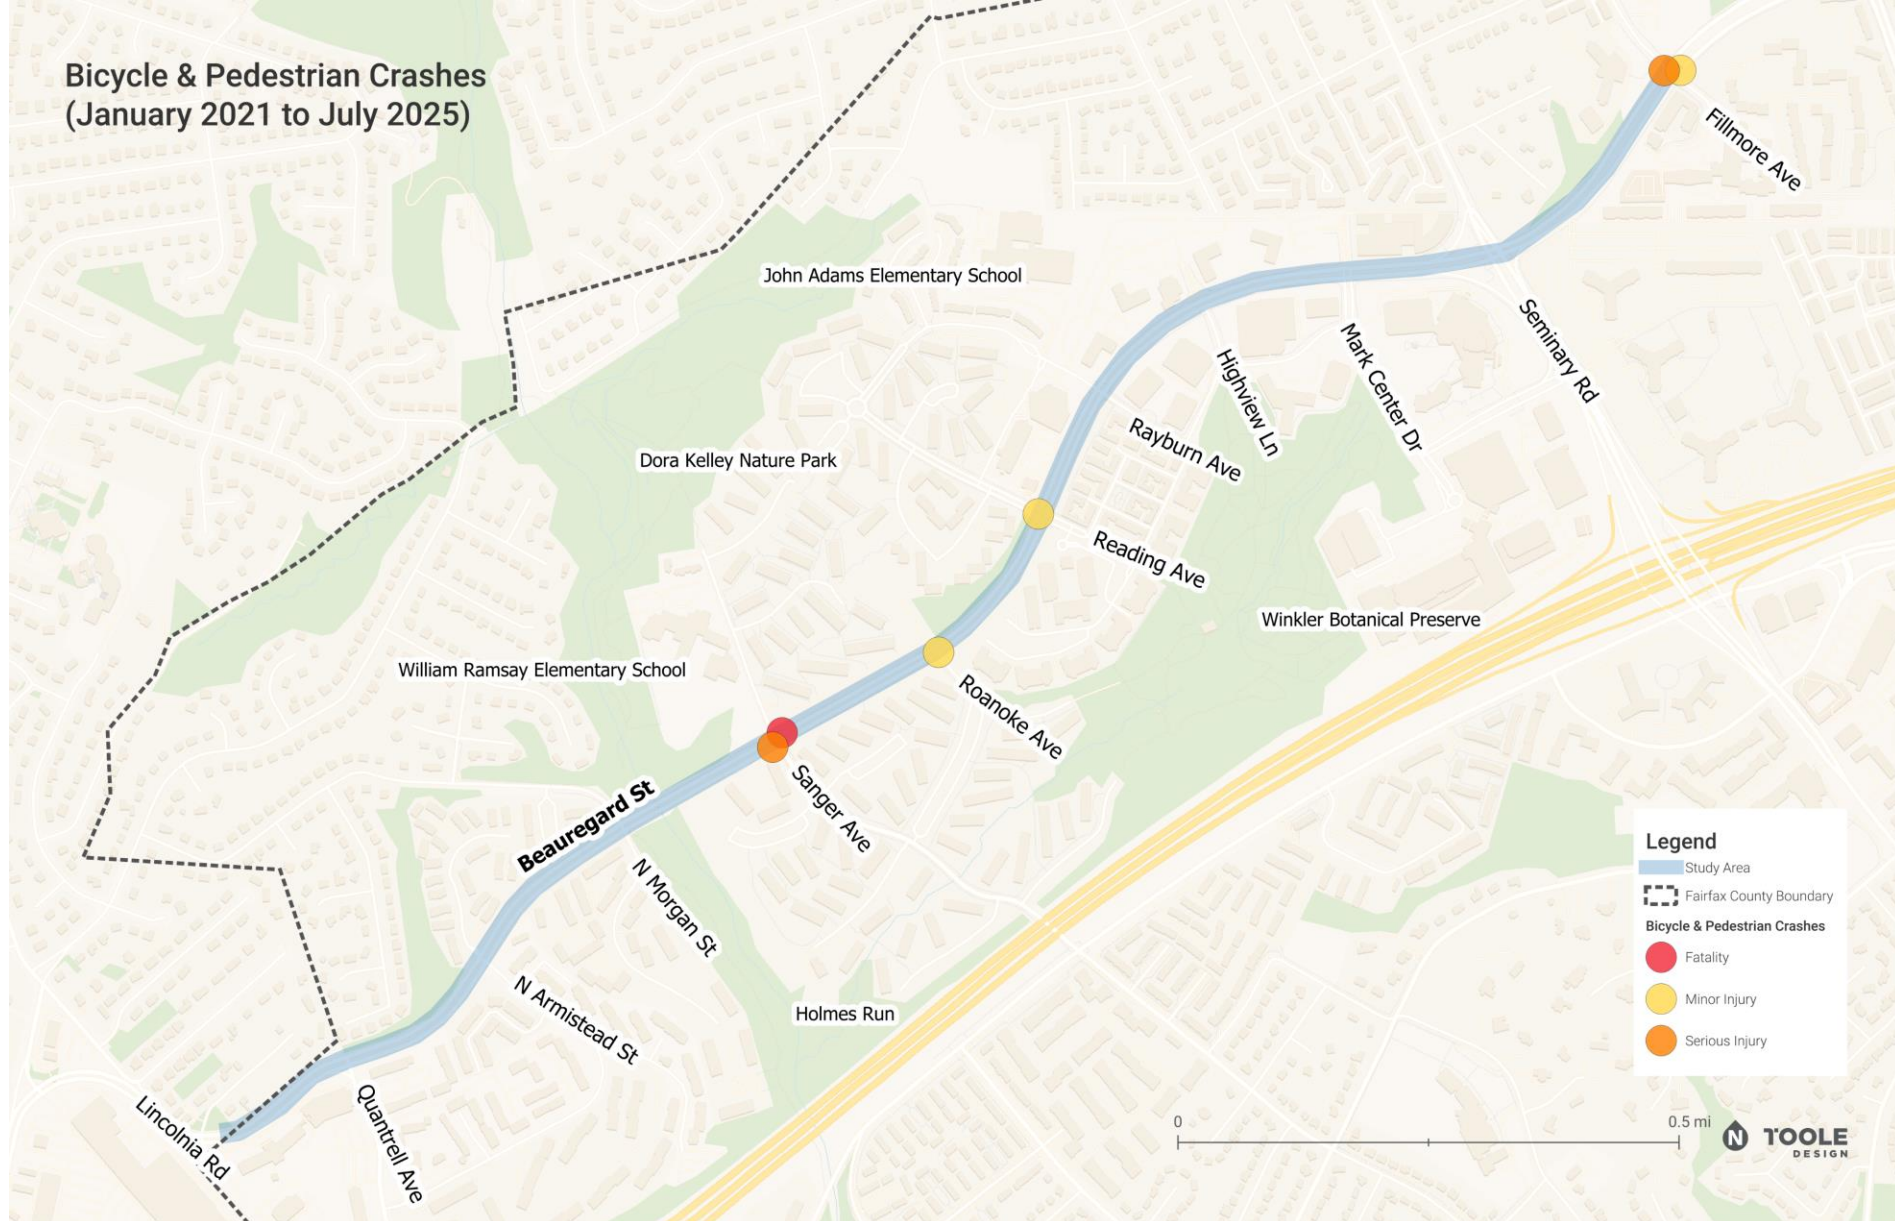 Bicycle & Pedestrian Crashes
(January 2021 to July 2025)
Fillmore Ave
John Adams Elementary School
Seminary Rd
Mark Center Dr
Highview Ln
Rayburn Ave
Dora Kelley Nature Park
Reading Ave
Winkler Botanical Preserve
William Ramsay Elementary School
Roanoke Ave
Sanger Ave
Beauregard St
N Morgan St
N Armistead St
Holmes Run
Quantrell Ave
Lincolnia Rd
Legend
Study Area
Fairfax County Boundary
Bicycle & Pedestrian Crashes
Fatality
Minor Injury
Serious Injury
0
0.5 mi
N
TOOLE
DESIGN